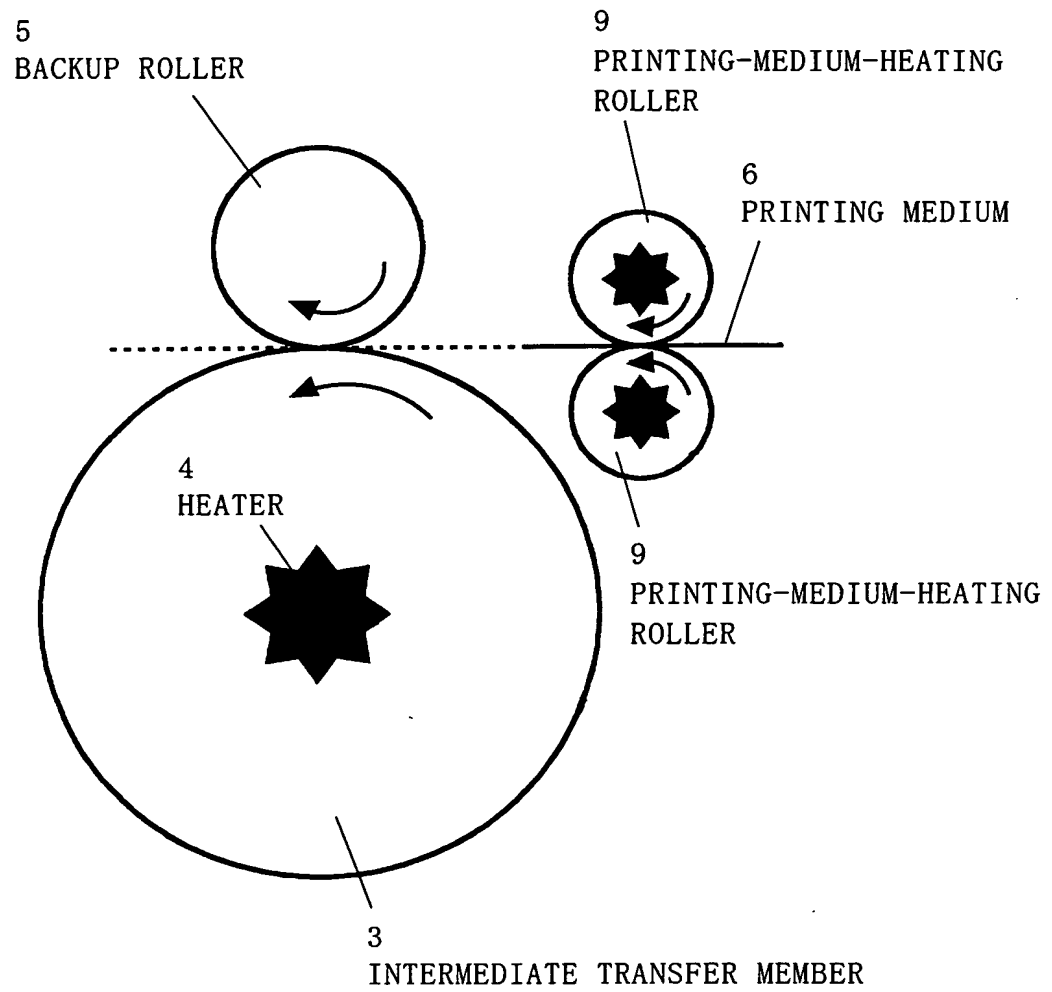 5
BACKUP ROLLER
9
PRINTING-MEDIUM-HEATING
ROLLER
6
PRINTING MEDIUM
4
HEATER
9
PRINTING-MEDIUM-HEATING
ROLLER
3
INTERMEDIATE TRANSFER MEMBER